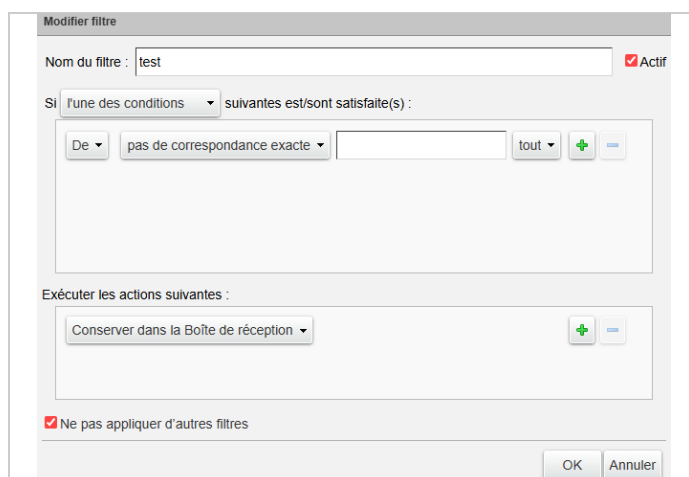 Modifier filtre
Nom du filtre : test Actif
Si l'une des conditions suivantes est/sont satisfaite(s) :
De pas de correspondance exacte tout
Exécuter les actions suivantes :
Conserver dans la Boîte de réception
Ne pas appliquer d'autres filtres
OK Annuler